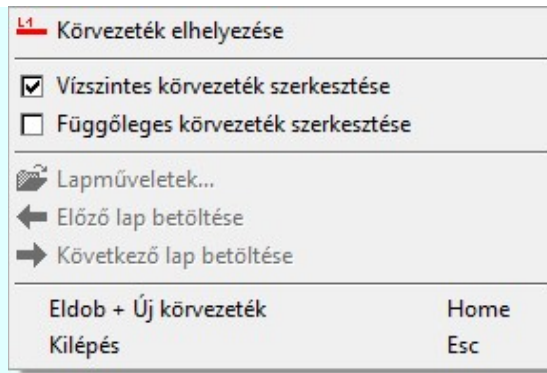 L1 Körvezeték elhelyezése
Vízszintes körvezeték szerkesztése
Függőleges körvezeték szerkesztése
Lapműveletek...
Előző lap betöltése
Következő lap betöltése
Eldob + Új körvezeték Home
Kilépés Esc